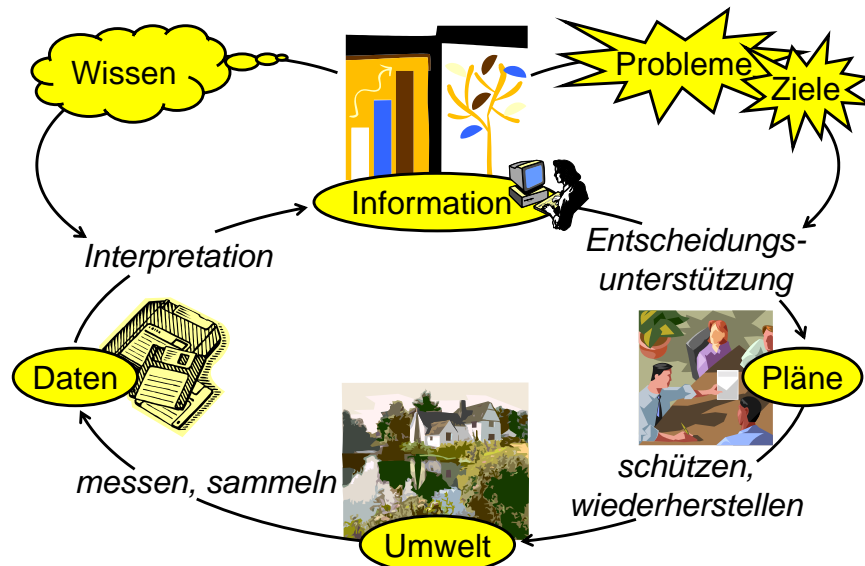 Wissen
Probleme
Ziele
Information
Interpretation
Entscheidungs-
unterstützung
Daten
Pläne
messen, sammeln
schützen,
wiederherstellen
Umwelt